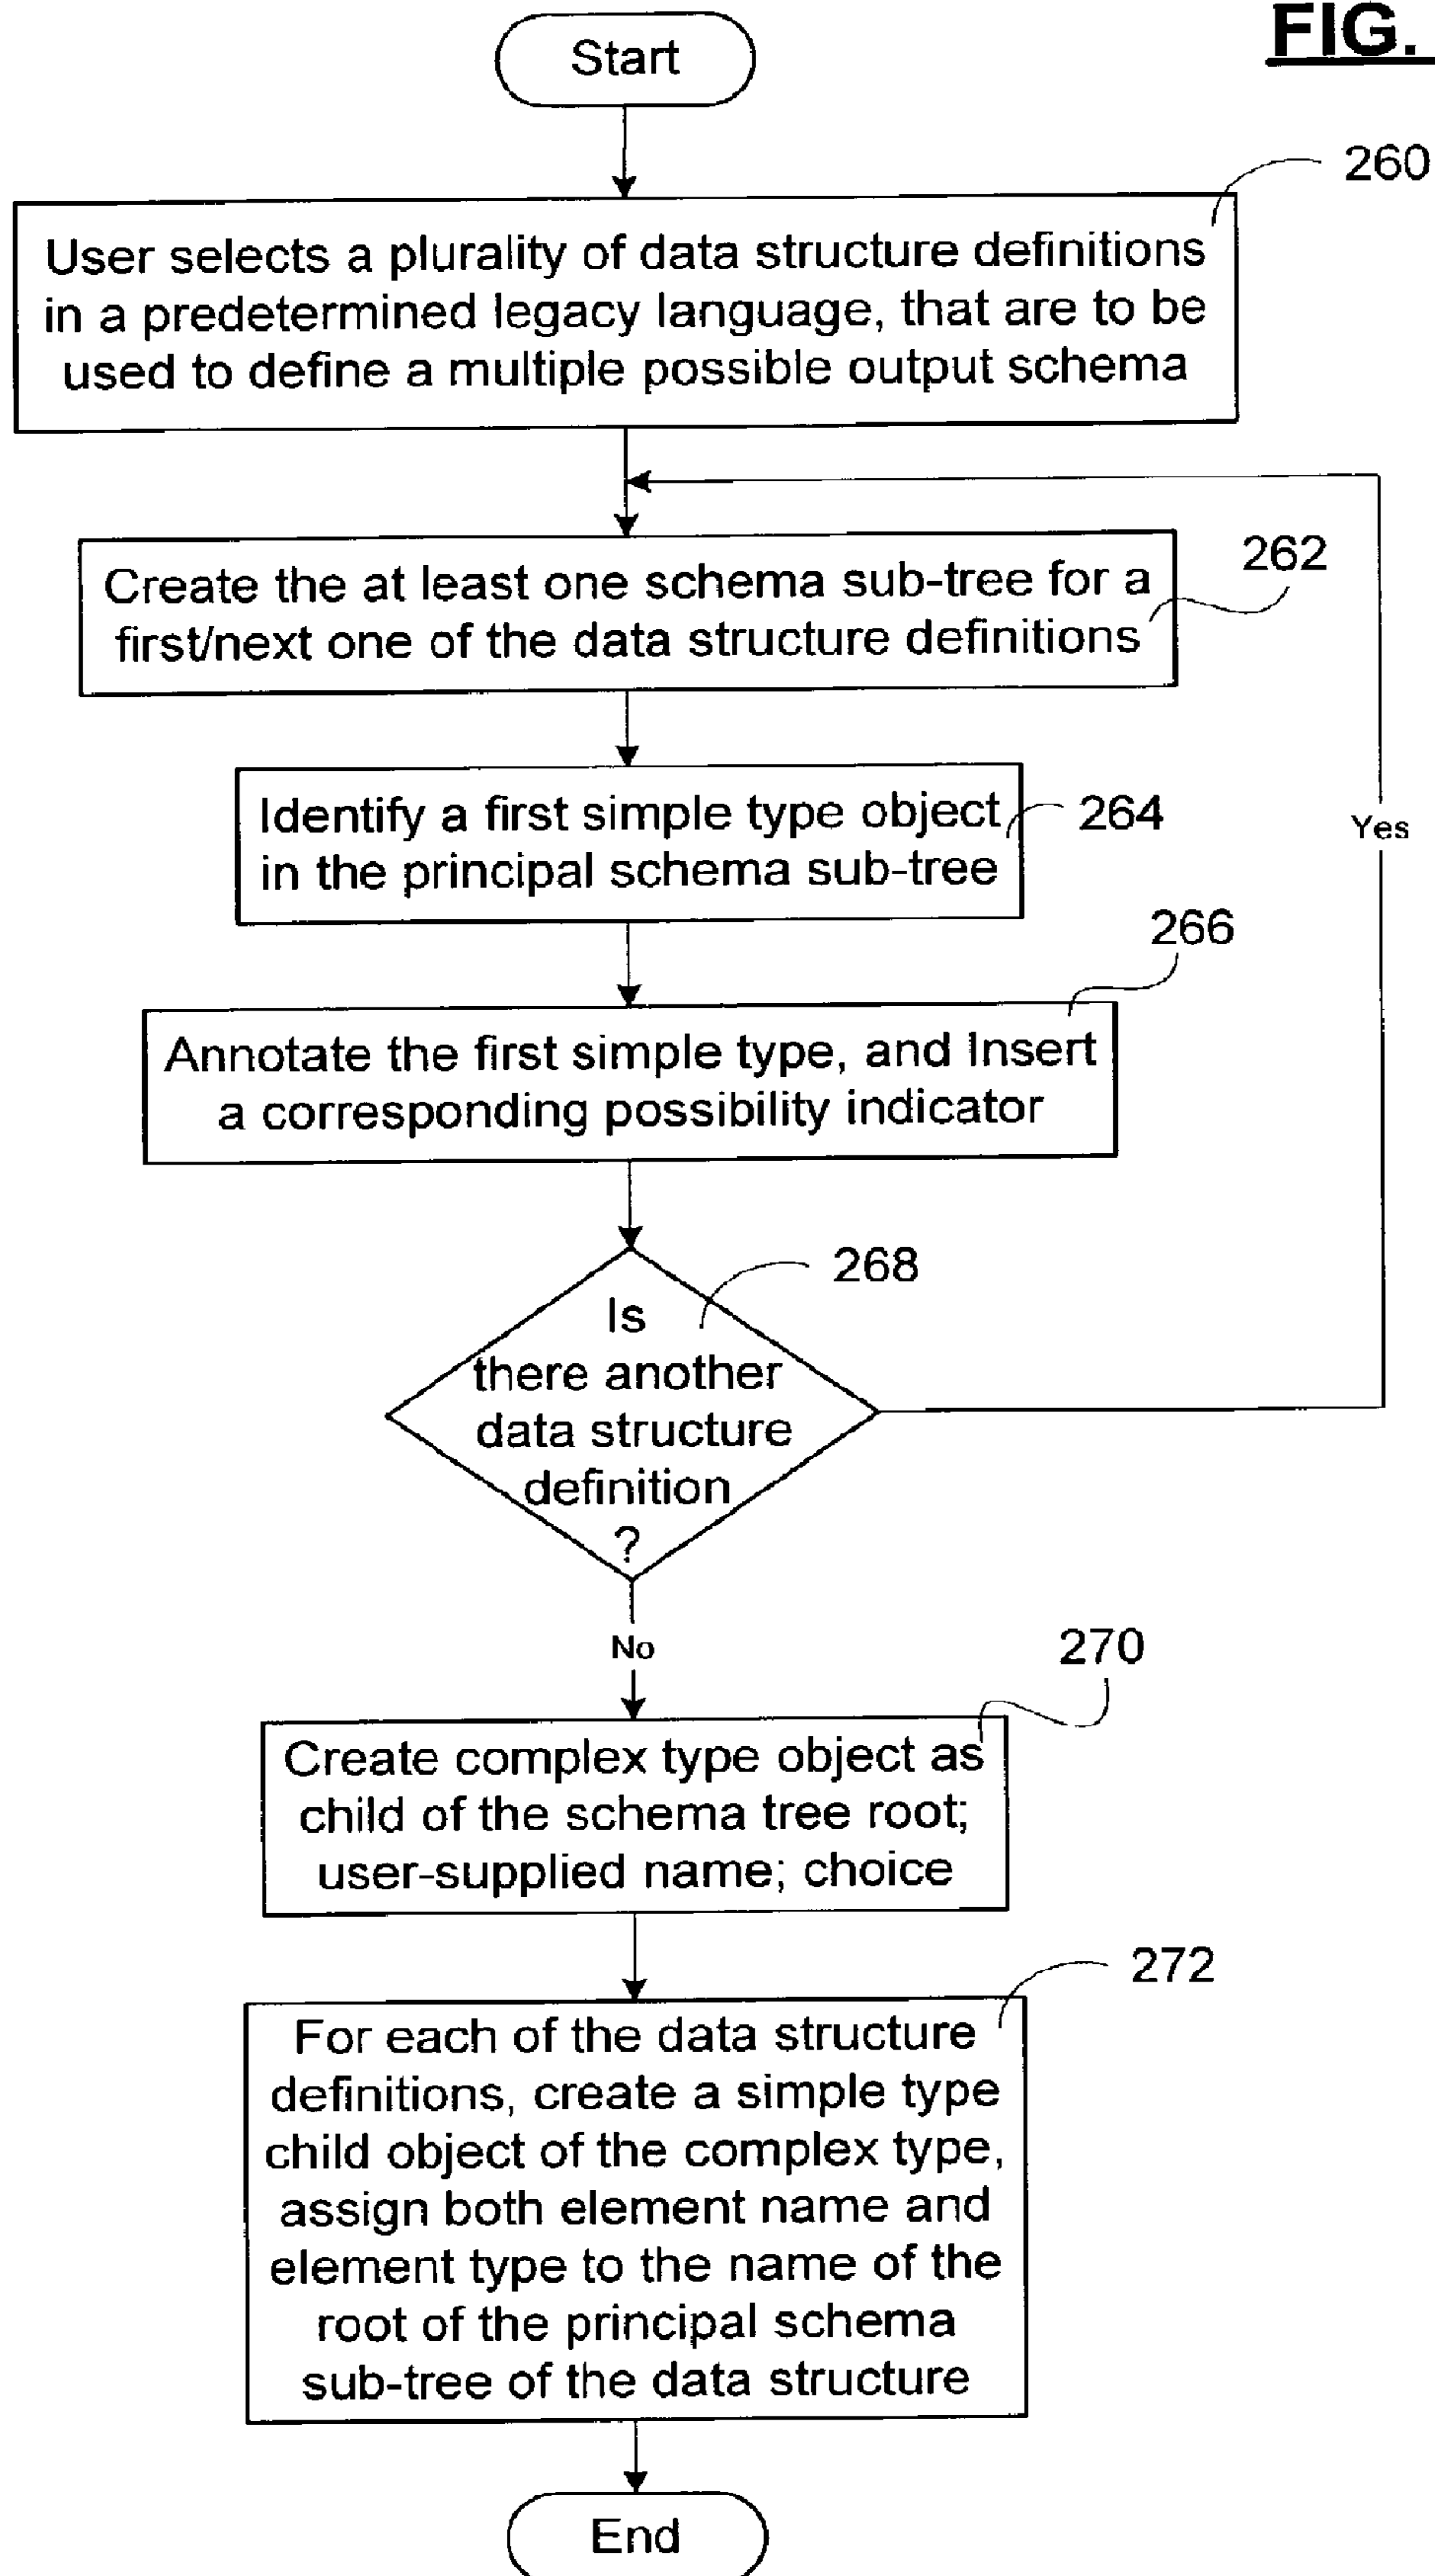 FIG.
Start
260
User selects a plurality of data structure definitions
in a predetermined legacy language, that are to be
used to define a multiple possible output schema
262
Create the at least one schema sub-tree for a
first/next one of the data structure definitions
Identify a first simple type object
in the principal schema sub-tree
264
Yes
266
Annotate the first simple type, and Insert
a corresponding possibility indicator
268
Is
there another
data structure
definition
?
No
270
Create complex type object as
child of the schema tree root;
user-supplied name; choice
272
For each of the data structure
definitions, create a simple type
child object of the complex type,
assign both element name and
element type to the name of the
root of the principal schema
sub-tree of the data structure
End